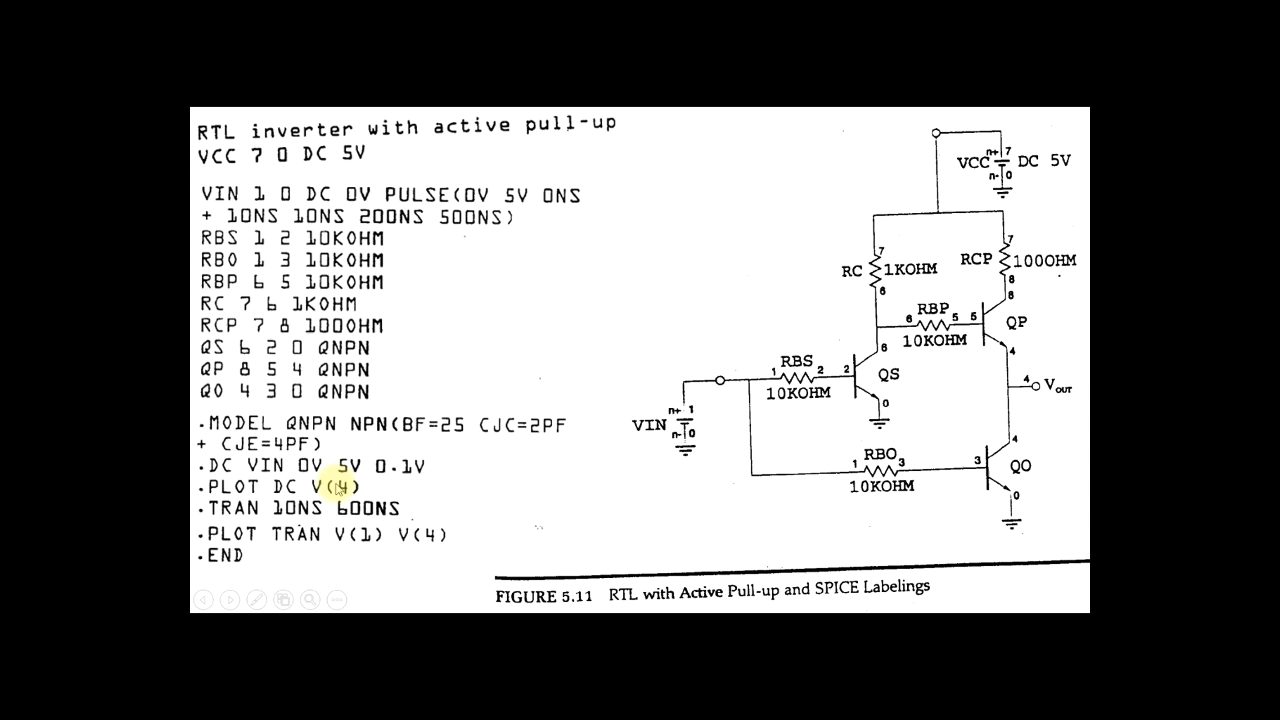 RTL inverter with active pull-up
VCC 7 0 DC 5V
VIN 1 0 DC 0V PULSE(0V 5V 0NS
+ 10NS 10NS 200NS 500NS)
RBS 1 2 10KOHM
RBO 1 3 10KOHM
RBP 6 5 10KOHM
RC 7 6 1KOHM
RCP 7 8 100OHM
QS 6 2 0 QNPN
QP 8 5 4 QNPN
QO 4 3 0 QNPN
.MODEL QNPN NPN(BF=25 CJC=2PF
+ CJE=4PF)
.DC VIN 0V 5V 0.1V
.PLOT DC V(4)
.TRAN 10NS 600NS
.PLOT TRAN V(1) V(4)
.END
n+ 7
VCC DC 5V
n- 0
7 7
RC 1KOHM RCP 100OHM
6 8
RBP 8
6 5 5 QP
10KOHM
6 4
RBS 4 VOUT
1 2 2 QS
10KOHM
0
n+ 1
VIN
n- 0
4
RBO
1 3 3 QO
10KOHM
0
FIGURE 5.11 RTL with Active Pull-up and SPICE Labelings